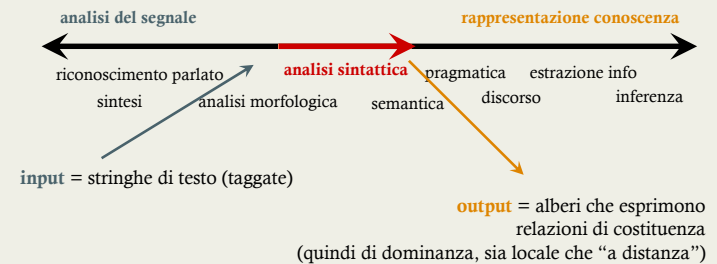 analisi del segnale
rappresentazione conoscenza
riconoscimento parlato
analisi sintattica
pragmatica
estrazione info
sintesi
analisi morfologica
semantica
discorso
inferenza
input = stringhe di testo (taggate)
output = alberi che esprimono
relazioni di costituenza
(quindi di dominanza, sia locale che “a distanza”)